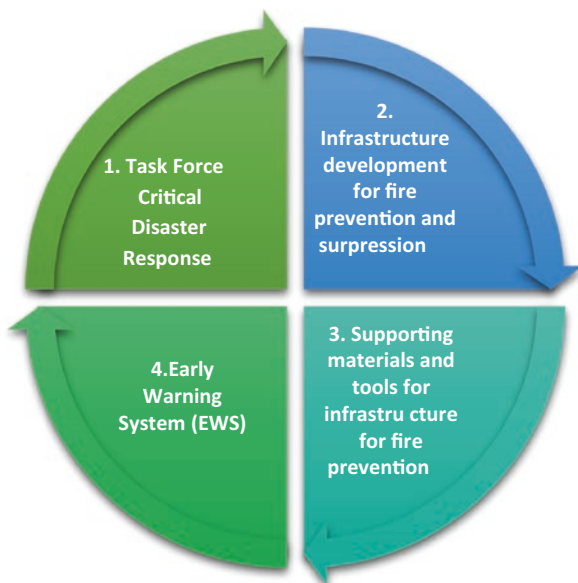 1. Task Force
Critical
Disaster
Response
2.
Infrastructure
development
for fire
prevention and
surpression
3. Supporting
materials and
tools for
infrastru cture
for fire
prevention
4.Early
Warning
System (EWS)